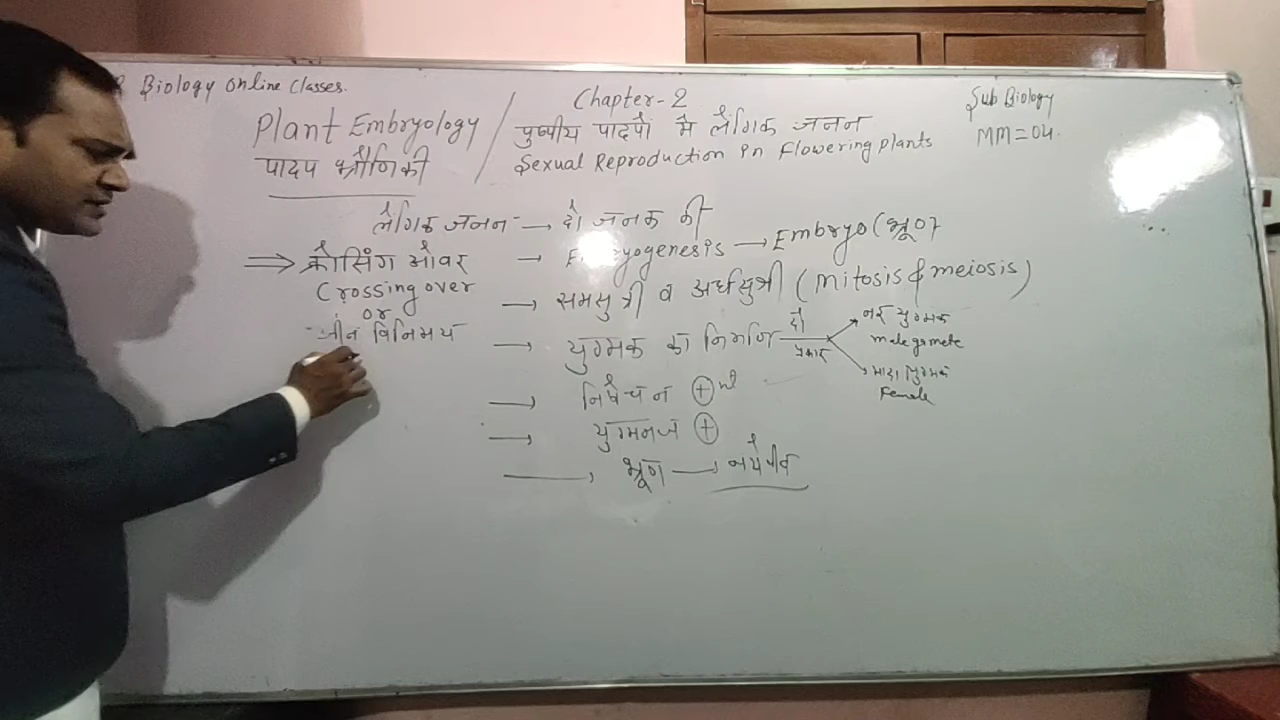 Biology Online Classes.
Chapter-2
Sub Biology
MM=04.
Plant Embryology
पादप भ्रौणिकी
पुष्पीय पादपों में लैंगिक जनन
Sexual Reproduction in Flowering plants
लैंगिक जनन → दो जनक की
⇒ क्रौसिंग ओवर
Crossing over
or
जीन विनिमय
→ Embryogenesis → Embryo (भ्रूण)
→ समसुत्री व अर्धसुत्री (mitosis & meiosis)
→ युग्मक का निर्माण दो प्रकार
नर युग्मक
male gamete
मादा युग्मक
Female
→ निषेचन ⊕
→ युग्मनज ⊕
→ भ्रूण → नये पौधे